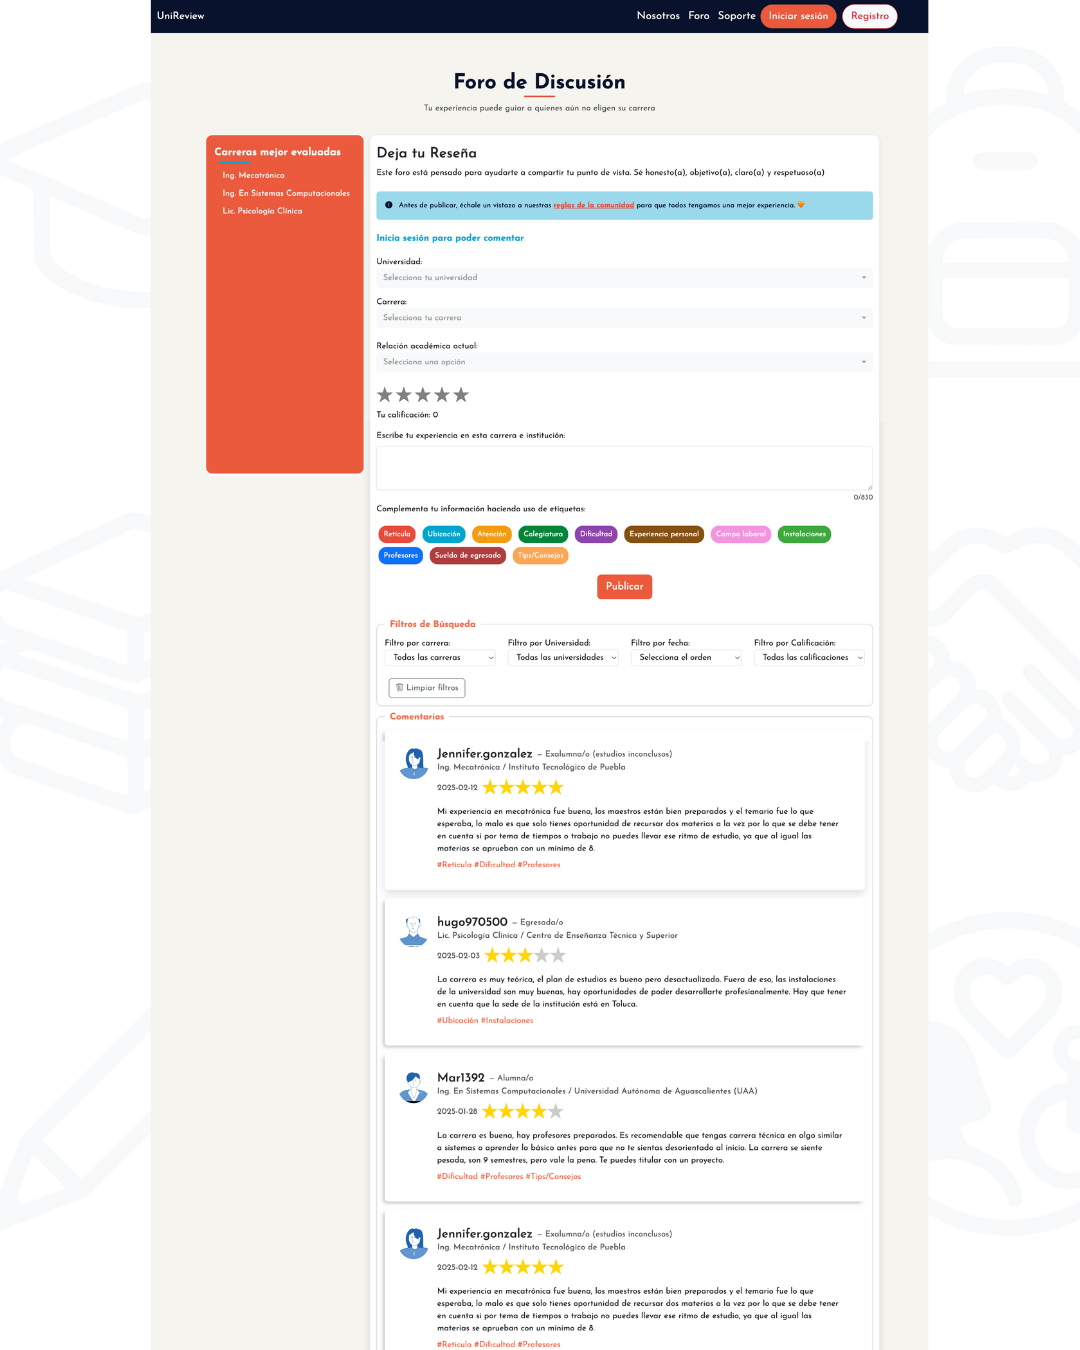 UniReview
Nosotros Foro Soporte Iniciar sesión Registro
Foro de Discusión
Tu experiencia puede guiar a quienes aún no eligen su carrera
Carreras mejor evaluadas
Ing. Mecatrónica
Ing. En Sistemas Computacionales
Lic. Psicología Clínica
Deja tu Reseña
Este foro está pensado para ayudarte a compartir tu punto de vista. Sé honesto(a), objetivo(a), claro(a) y respetuoso(a)
Antes de publicar, échale un vistazo a nuestras reglas de la comunidad para que todos tengamos una mejor experiencia. 🧡
Inicia sesión para poder comentar
Universidad:
Selecciona tu universidad
Carrera:
Selecciona tu carrera
Relación académica actual:
Selecciona una opción
Tu calificación: 0
Escribe tu experiencia en esta carrera e institución:
0/830
Complementa tu información haciendo uso de etiquetas:
Retícula Ubicación Atención Colegiatura Dificultad Experiencia personal Campo laboral Instalaciones
Profesores Sueldo de egresado Tips/Consejos
Publicar
Filtros de Búsqueda
Filtro por carrera: Filtro por Universidad: Filtro por fecha: Filtro por Calificación:
Todas las carreras Todas las universidades Selecciona el orden Todas las calificaciones
Limpiar filtros
Comentarios
Jennifer.gonzalez – Exalumna/o (estudios inconclusos)
Ing. Mecatrónica / Instituto Tecnológico de Puebla
2025-02-12
Mi experiencia en mecatrónica fue buena, los maestros están bien preparados y el temario fue lo que
esperaba, lo malo es que solo tienes oportunidad de recursar dos materias a la vez por lo que se debe tener
en cuenta si por tema de tiempos o trabajo no puedes llevar ese ritmo de estudio, ya que al igual las
materias se aprueban con un mínimo de 8.
#Retícula #Dificultad #Profesores
hugo970500 – Egresada/o
Lic. Psicología Clínica / Centro de Enseñanza Técnica y Superior
2025-02-03
La carrera es muy teórica, el plan de estudios es bueno pero desactualizado. Fuera de eso, las instalaciones
de la universidad son muy buenas, hay oportunidades de poder desarrollarte profesionalmente. Hay que tener
en cuenta que la sede de la institución está en Toluca.
#Ubicación #Instalaciones
Mar1392 – Alumna/o
Ing. En Sistemas Computacionales / Universidad Autónoma de Aguascalientes (UAA)
2025-01-28
La carrera es buena, hay profesores preparados. Es recomendable que tengas carrera técnica en algo similar
a sistemas o aprender lo básico antes para que no te sientas desorientado al inicio. La carrera se siente
pesada, son 9 semestres, pero vale la pena. Te puedes titular con un proyecto.
#Dificultad #Profesores #Tips/Consejos
Jennifer.gonzalez – Exalumna/o (estudios inconclusos)
Ing. Mecatrónica / Instituto Tecnológico de Puebla
2025-02-12
Mi experiencia en mecatrónica fue buena, los maestros están bien preparados y el temario fue lo que
esperaba, lo malo es que solo tienes oportunidad de recursar dos materias a la vez por lo que se debe tener
en cuenta si por tema de tiempos o trabajo no puedes llevar ese ritmo de estudio, ya que al igual las
materias se aprueban con un mínimo de 8.
#Retícula #Dificultad #Profesores